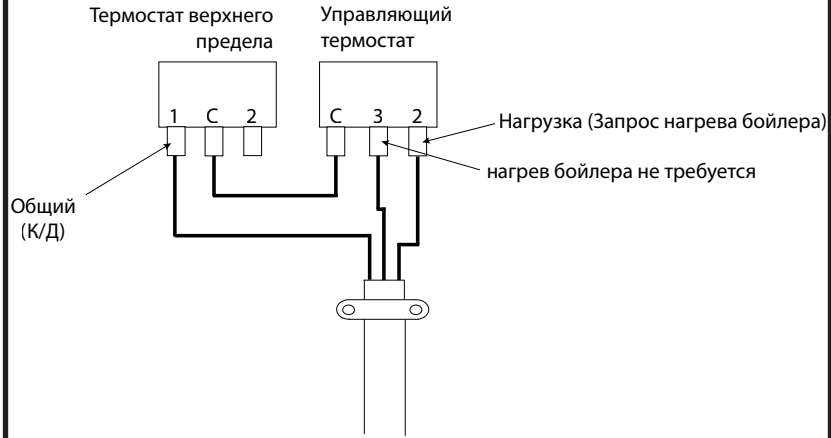 Термостат верхнего
предела
Управляющий
термостат
1 C 2
C 3 2
Нагрузка (Запрос нагрева бойлера)
нагрев бойлера не требуется
Общий
(К/Д)